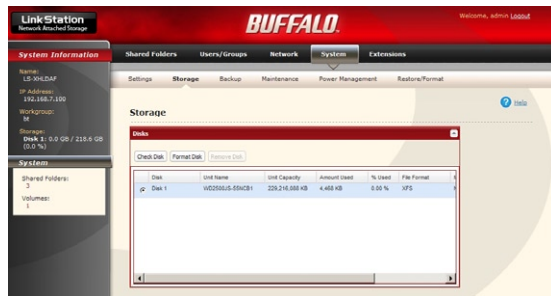 LinkStation
Network Attached Storage
BUFFALO
Welcome, admin Logout
System Information
Shared Folders Users/Groups Network System Extensions
Settings Storage Backup Maintenance Power Management Restore/Format
Name:
LS-XHLDAF
IP Address:
192.168.7.100
Workgroup:
bt
Storage:
Disk 1: 0.0 GB / 218.6 GB
(0.0 %)
System
Shared Folders:
3
Volumes:
1
Help
Storage
Disks
Check Disk Format Disk Remove Disk
Disk Unit Name Unit Capacity Amount Used % Used File Format
Disk 1 229,216,088 KB 4,468 KB 0.00 % XFS